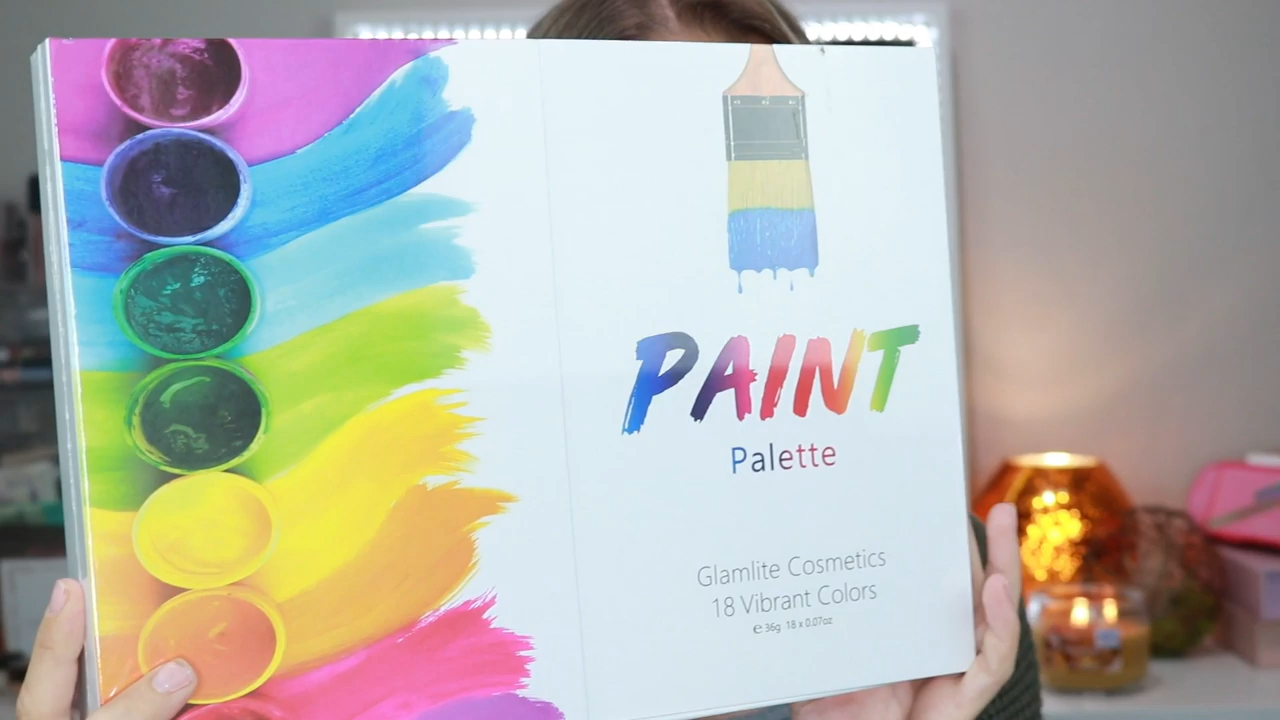 PAINT
Palette
Glamlite Cosmetics
18 Vibrant Colors
℮ 36g 18 x 0.07oz